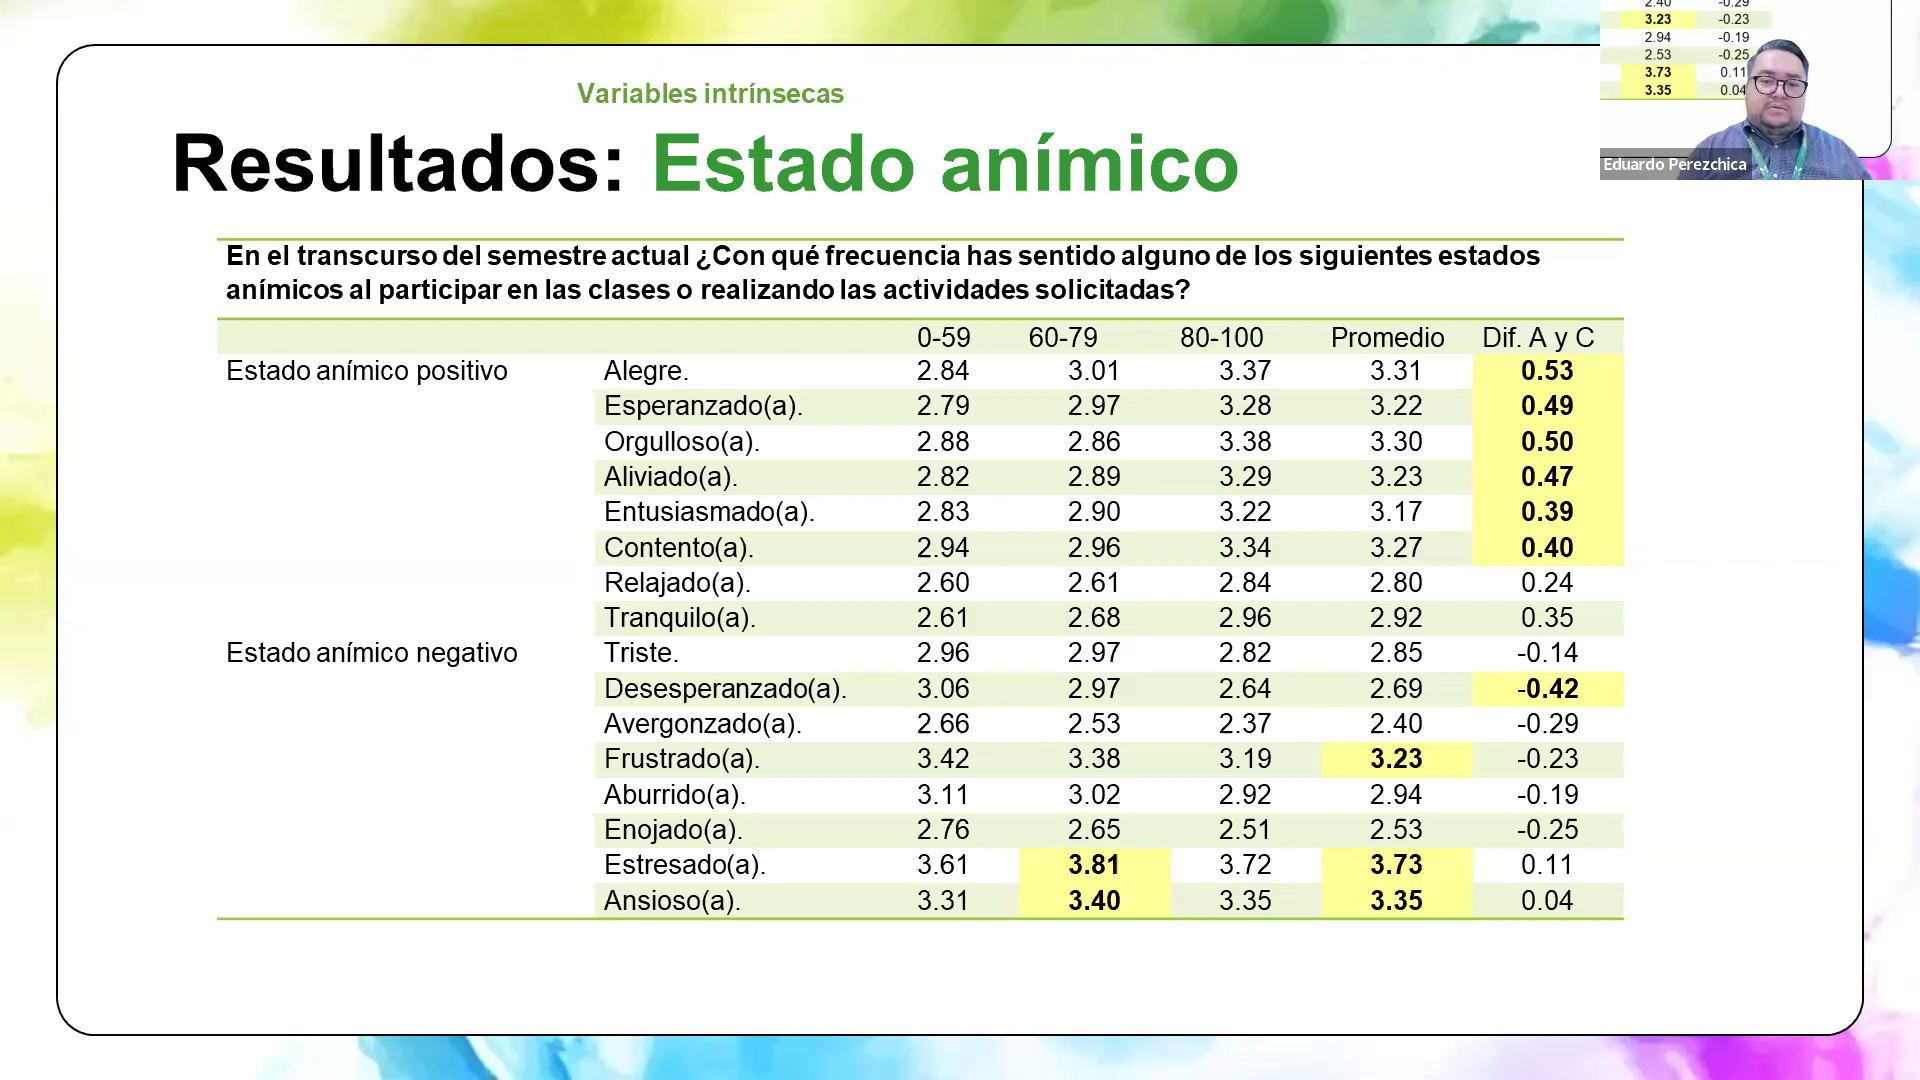 2.40 -0.29
3.23 -0.23
2.94 -0.19
2.53 -0.25
3.73 0.11
3.35 0.04
Eduardo Perezchica
Variables intrínsecas
Resultados: Estado anímico
En el transcurso del semestre actual ¿Con qué frecuencia has sentido alguno de los siguientes estados
anímicos al participar en las clases o realizando las actividades solicitadas?
0-59 60-79 80-100 Promedio Dif. A y C
Estado anímico positivo Alegre. 2.84 3.01 3.37 3.31 0.53
Esperanzado(a). 2.79 2.97 3.28 3.22 0.49
Orgulloso(a). 2.88 2.86 3.38 3.30 0.50
Aliviado(a). 2.82 2.89 3.29 3.23 0.47
Entusiasmado(a). 2.83 2.90 3.22 3.17 0.39
Contento(a). 2.94 2.96 3.34 3.27 0.40
Relajado(a). 2.60 2.61 2.84 2.80 0.24
Tranquilo(a). 2.61 2.68 2.96 2.92 0.35
Estado anímico negativo Triste. 2.96 2.97 2.82 2.85 -0.14
Desesperanzado(a). 3.06 2.97 2.64 2.69 -0.42
Avergonzado(a). 2.66 2.53 2.37 2.40 -0.29
Frustrado(a). 3.42 3.38 3.19 3.23 -0.23
Aburrido(a). 3.11 3.02 2.92 2.94 -0.19
Enojado(a). 2.76 2.65 2.51 2.53 -0.25
Estresado(a). 3.61 3.81 3.72 3.73 0.11
Ansioso(a). 3.31 3.40 3.35 3.35 0.04